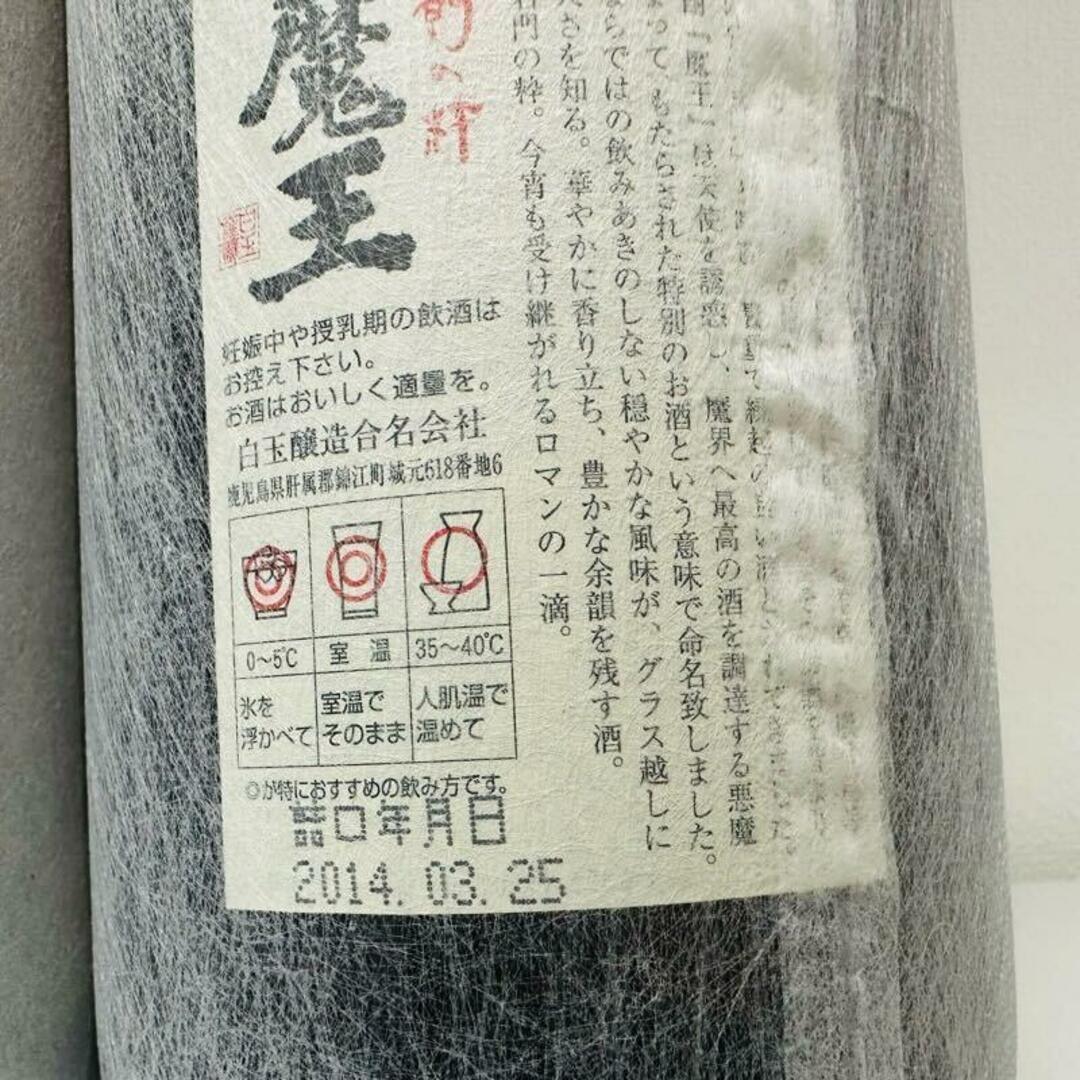 魔王
の粋
白玉醸造
妊娠中や授乳期の飲酒は
お控え下さい。
お酒はおいしく適量を。
白玉醸造合名会社
鹿児島県肝属郡錦江町城元618番地6
0〜5℃
室温
35〜40℃
氷を
浮かべて
室温で
そのまま
人肌温で
温めて
◎が特におすすめの飲み方です。
詰口年月日
2014.03.25
『魔王』は天使を誘惑し、魔界へ最高の酒を調達する悪魔
よって、もたらされた特別のお酒という意味で命名致しました。
ならではの飲みあきのしない穏やかな風味が、グラス越しに
さを知る。華やかに香り立ち、豊かな余韻を残す酒。
名門の粋。今宵も受け継がれるロマンの一滴。